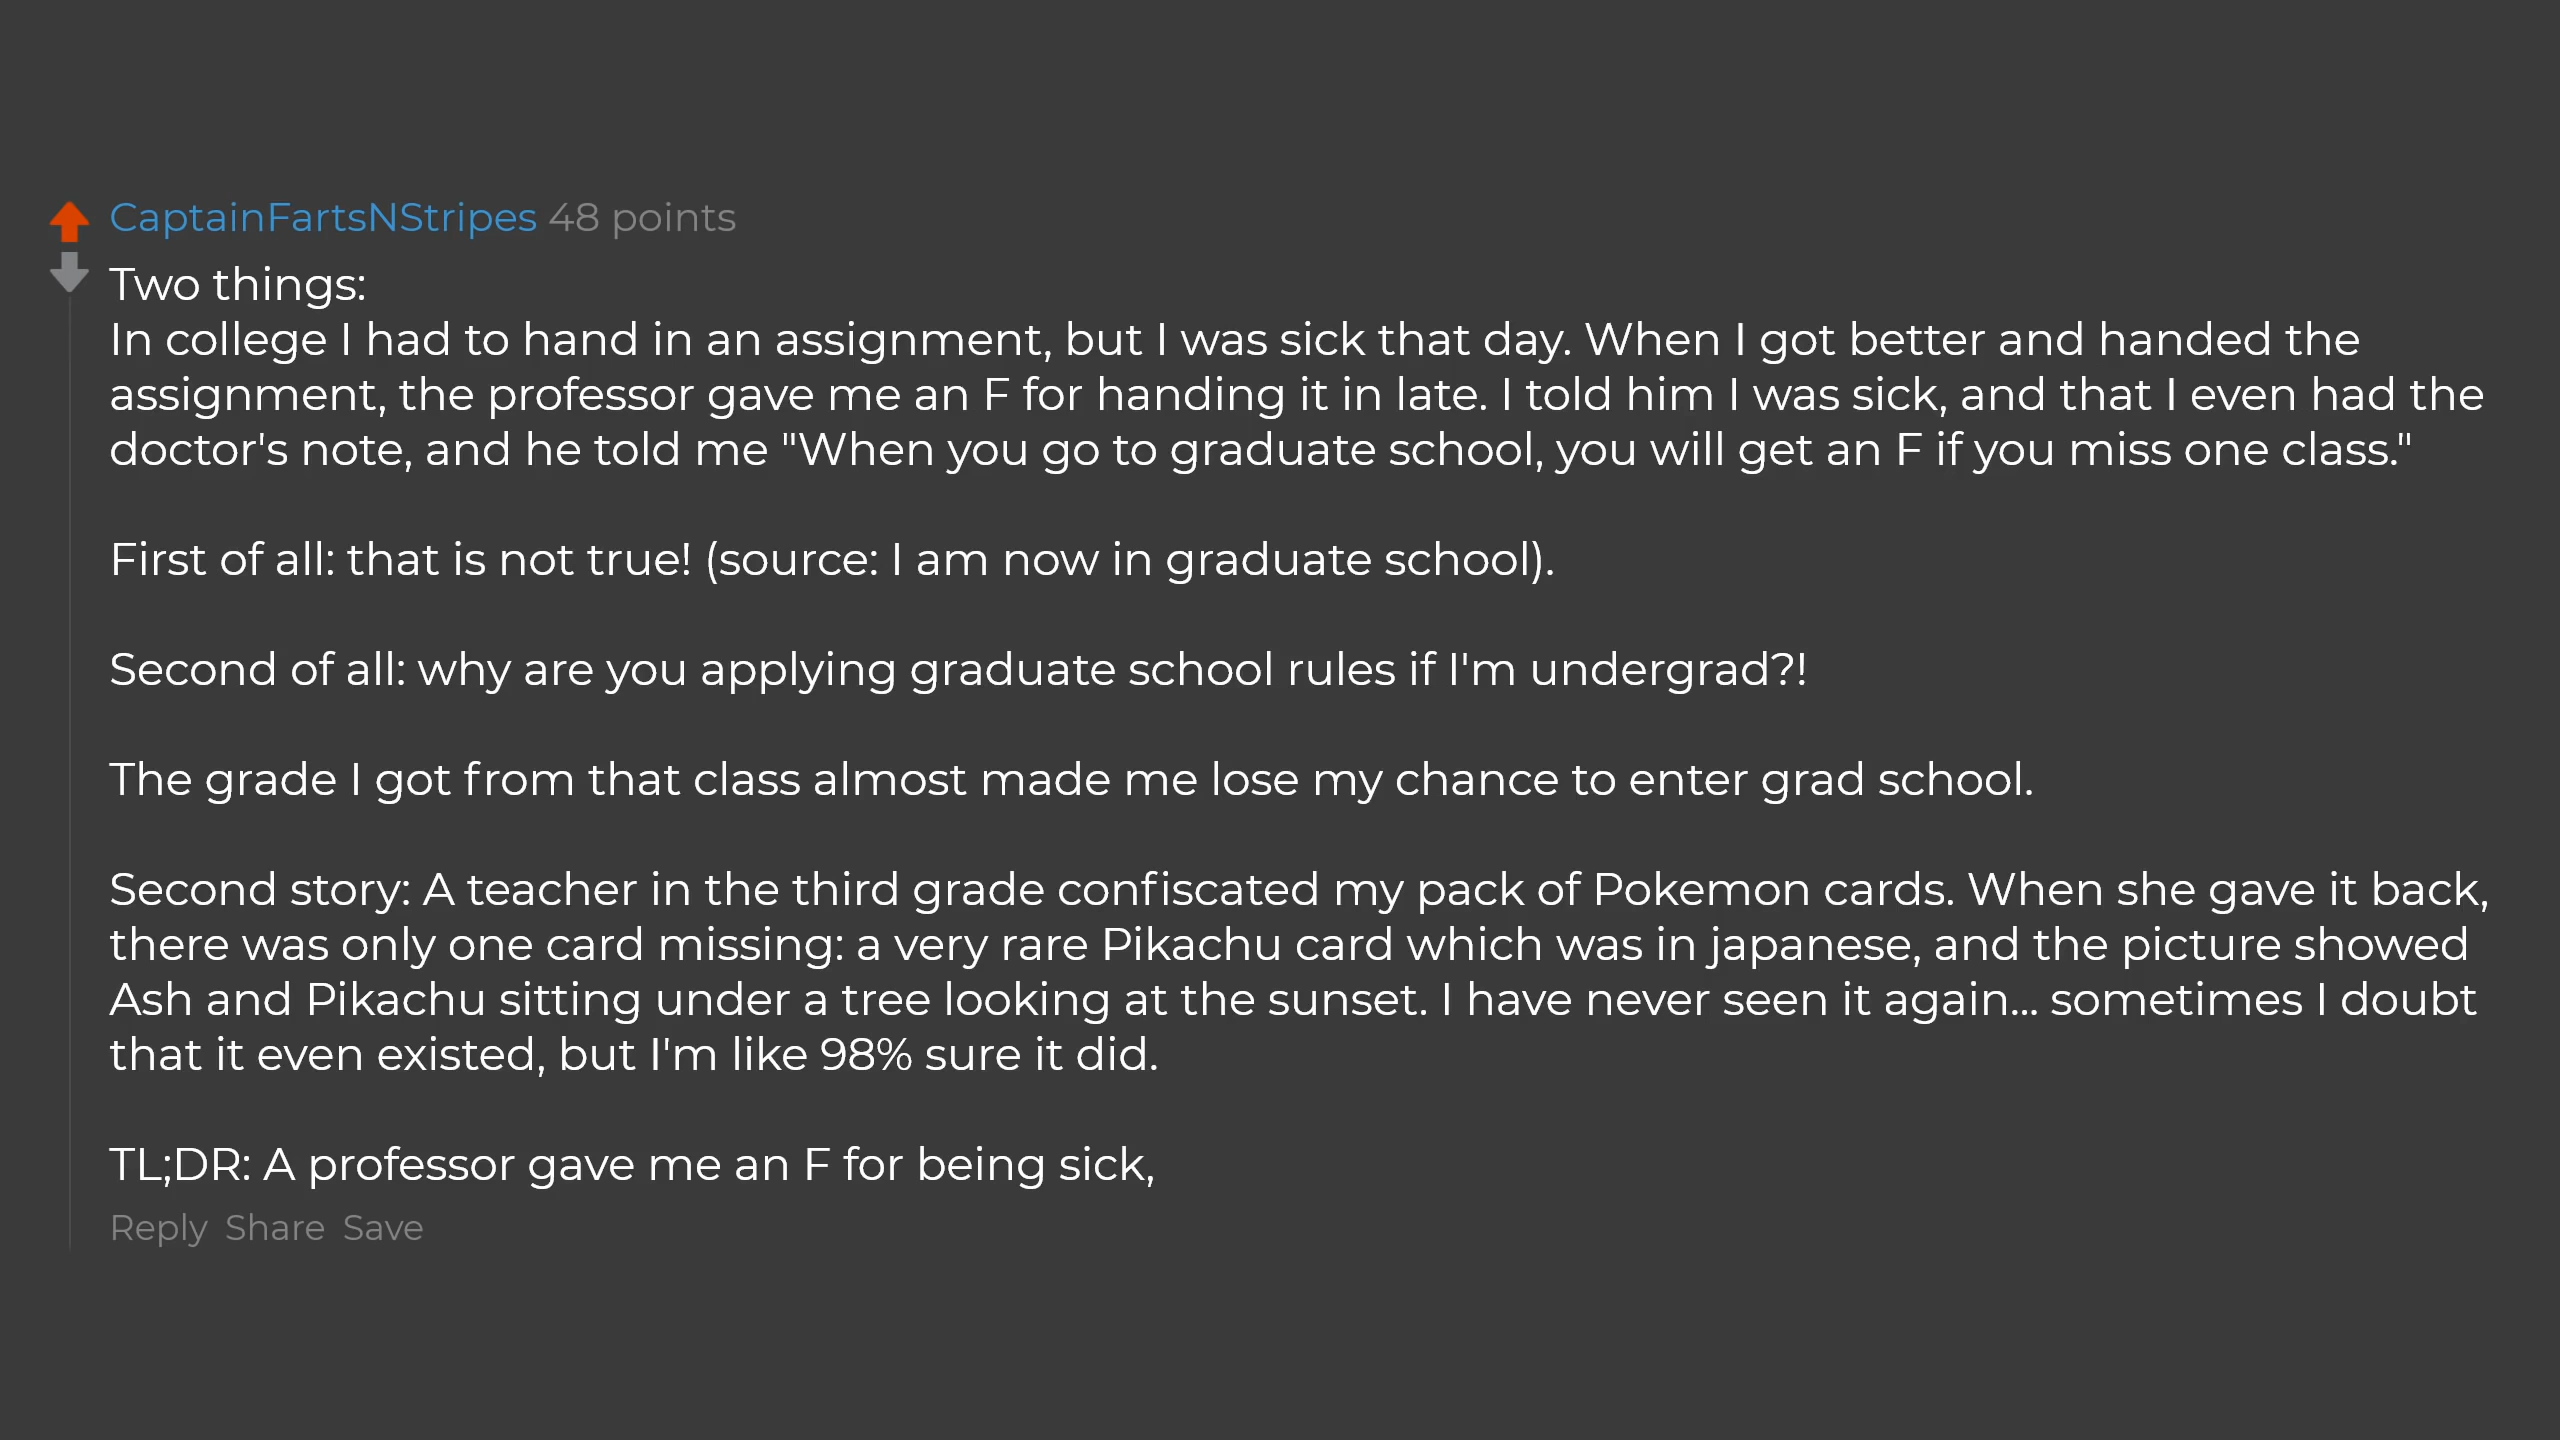 CaptainFartsNStripes 48 points
Two things:
In college I had to hand in an assignment, but I was sick that day. When I got better and handed the
assignment, the professor gave me an F for handing it in late. I told him I was sick, and that I even had the
doctor's note, and he told me "When you go to graduate school, you will get an F if you miss one class."
First of all: that is not true! (source: I am now in graduate school).
Second of all: why are you applying graduate school rules if I'm undergrad?!
The grade I got from that class almost made me lose my chance to enter grad school.
Second story: A teacher in the third grade confiscated my pack of Pokemon cards. When she gave it back,
there was only one card missing: a very rare Pikachu card which was in japanese, and the picture showed
Ash and Pikachu sitting under a tree looking at the sunset. I have never seen it again... sometimes I doubt
that it even existed, but I'm like 98% sure it did.
TL;DR: A professor gave me an F for being sick,
Reply Share Save